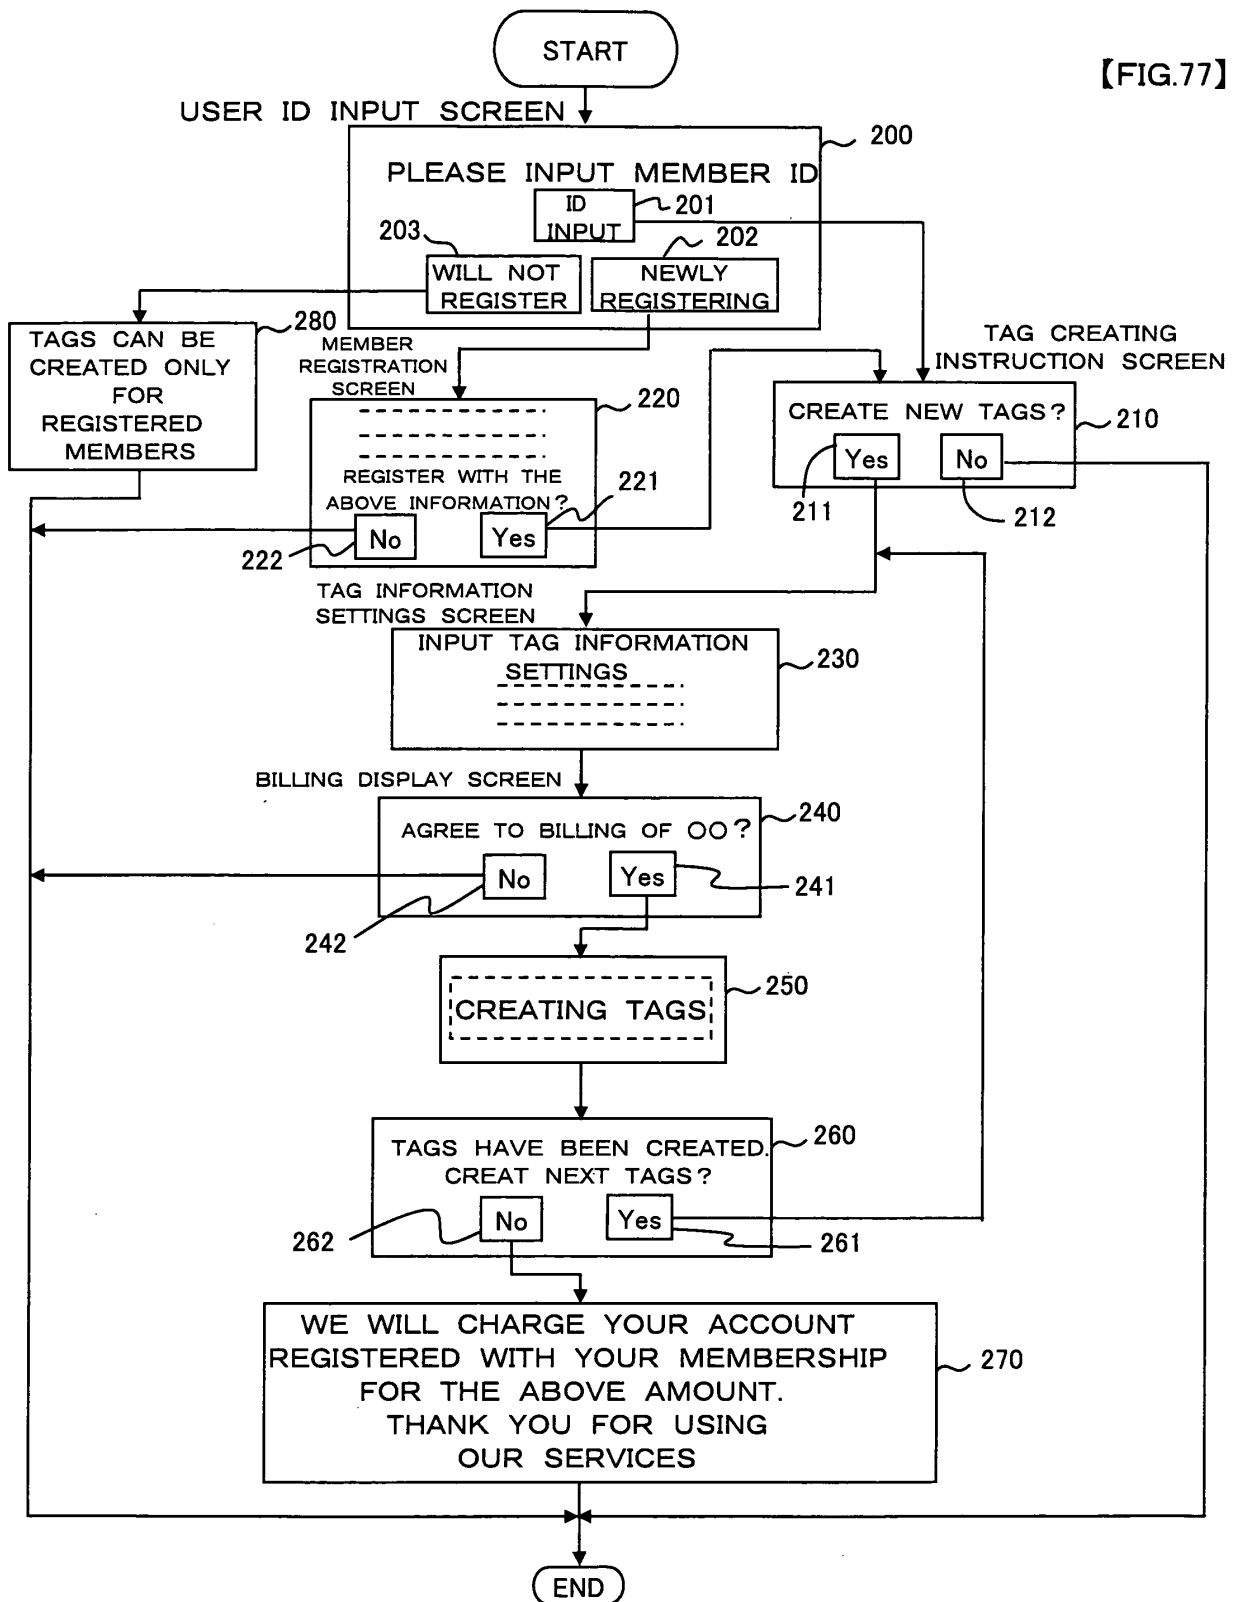 START
【FIG.77】
USER ID INPUT SCREEN
200
PLEASE INPUT MEMBER ID
ID
INPUT
201
203
202
WILL NOT
REGISTER
NEWLY
REGISTERING
280
TAGS CAN BE
CREATED ONLY
FOR
REGISTERED
MEMBERS
MEMBER
REGISTRATION
SCREEN
TAG CREATING
INSTRUCTION SCREEN
220
CREATE NEW TAGS?
210
Yes
No
211
212
REGISTER WITH THE
ABOVE INFORMATION?
221
No
Yes
222
TAG INFORMATION
SETTINGS SCREEN
INPUT TAG INFORMATION
SETTINGS
230
BILLING DISPLAY SCREEN
240
AGREE TO BILLING OF ○○?
No
Yes
241
242
250
CREATING TAGS
260
TAGS HAVE BEEN CREATED.
CREAT NEXT TAGS?
No
Yes
262
261
WE WILL CHARGE YOUR ACCOUNT
REGISTERED WITH YOUR MEMBERSHIP
FOR THE ABOVE AMOUNT.
THANK YOU FOR USING
OUR SERVICES
270
END